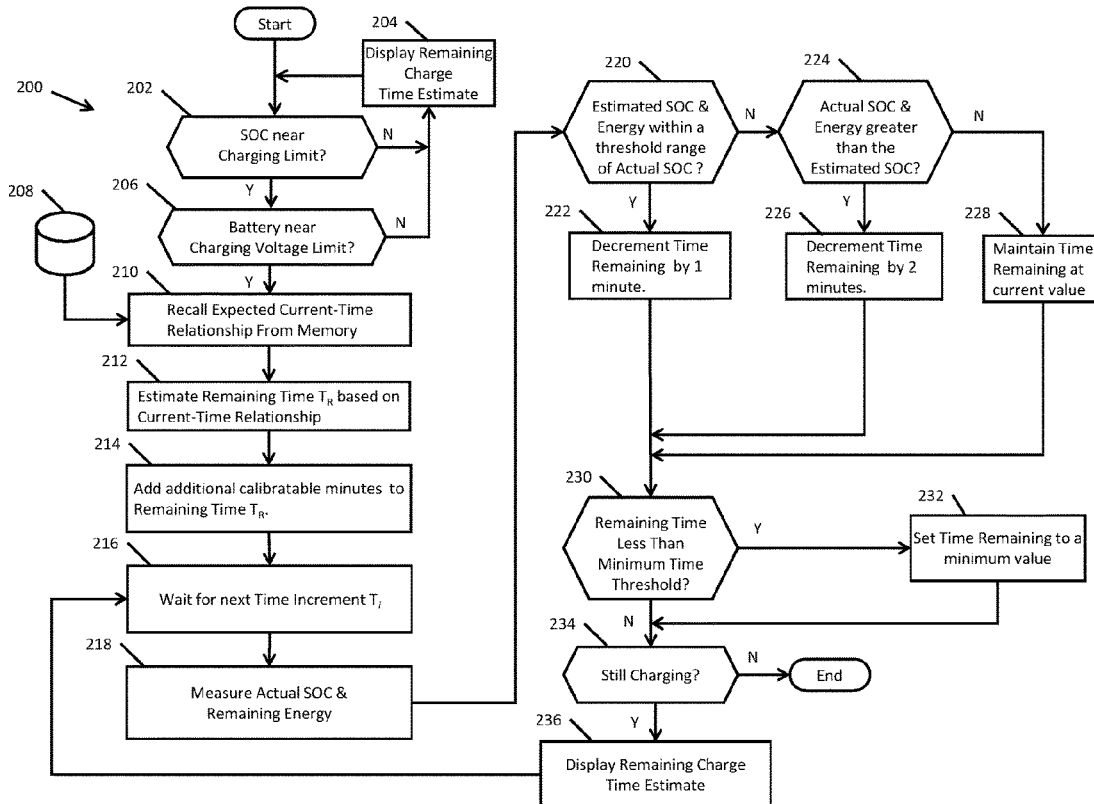 Start
204
Display Remaining
Charge
Time Estimate
200
202
SOC near
Charging Limit?
N
Y
206
208
Battery near
Charging Voltage Limit?
N
Y
210
Recall Expected Current-Time
Relationship From Memory
212
Estimate Remaining Time TR based on
Current-Time Relationship
214
Add additional calibratable minutes to
Remaining Time TR.
216
Wait for next Time Increment Ti
218
Measure Actual SOC &
Remaining Energy
220
Estimated SOC &
Energy within a
threshold range
of Actual SOC ?
N
Y
224
Actual SOC &
Energy greater
than the
Estimated SOC?
N
Y
222
Decrement Time
Remaining by 1
minute.
226
Decrement Time
Remaining by 2
minutes.
228
Maintain Time
Remaining at
current value
230
Remaining Time
Less Than
Minimum Time
Threshold?
Y
N
232
Set Time Remaining to a
minimum value
234
Still Charging?
N
End
Y
236
Display Remaining Charge
Time Estimate